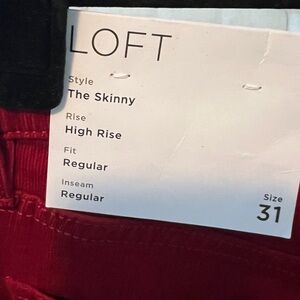 LOFT
Style
The Skinny
Rise
High Rise
Fit
Regular
Inseam
Regular
Size
31